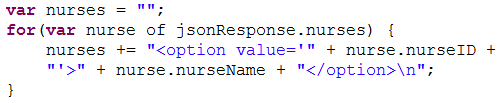 var nurses = "";
for(var nurse of jsonResponse.nurses) {
    nurses += "<option value='" + nurse.nurseID +
    "'>" + nurse.nurseName + "</option>\n";
}